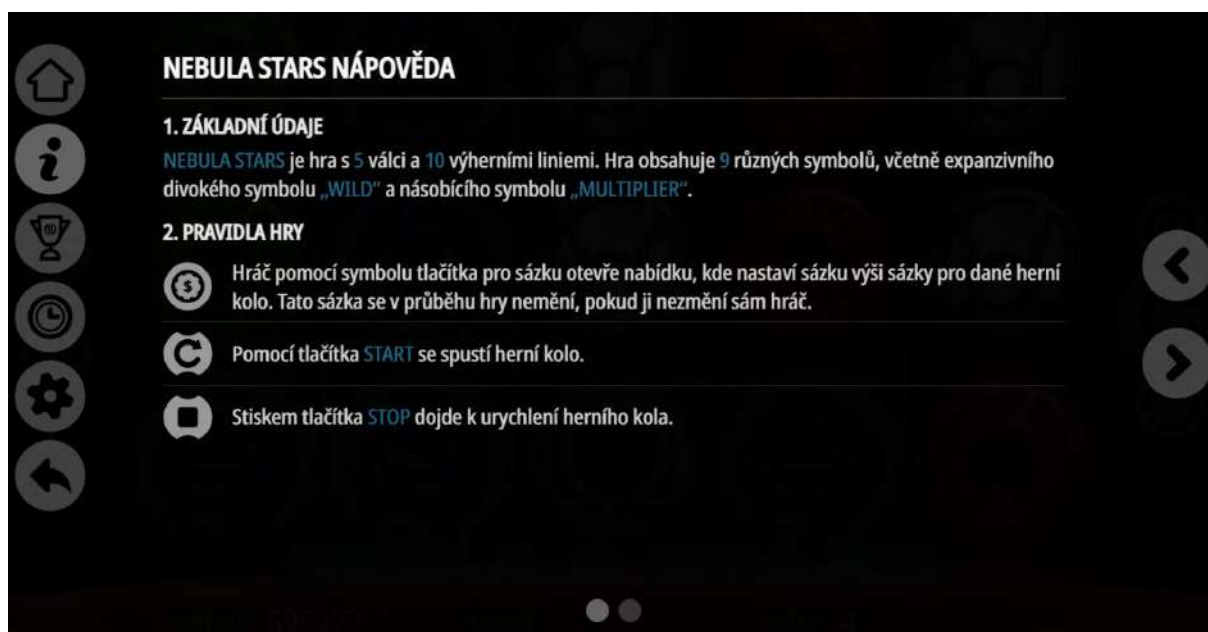 NEBULA STARS NÁPOVĚDA
1. ZÁKLADNÍ ÚDAJE
NEBULA STARS je hra s 5 válci a 10 výherními liniemi. Hra obsahuje 9 různých symbolů, včetně expanzivního
divokého symbolu „WILD“ a násobícího symbolu „MULTIPLIER“.
2. PRAVIDLA HRY
Hráč pomocí symbolu tlačítka pro sázku otevře nabídku, kde nastaví sázku výši sázky pro dané herní
kolo. Tato sázka se v průběhu hry nemění, pokud ji nezmění sám hráč.
Pomocí tlačítka START se spustí herní kolo.
Stiskem tlačítka STOP dojde k urychlení herního kola.